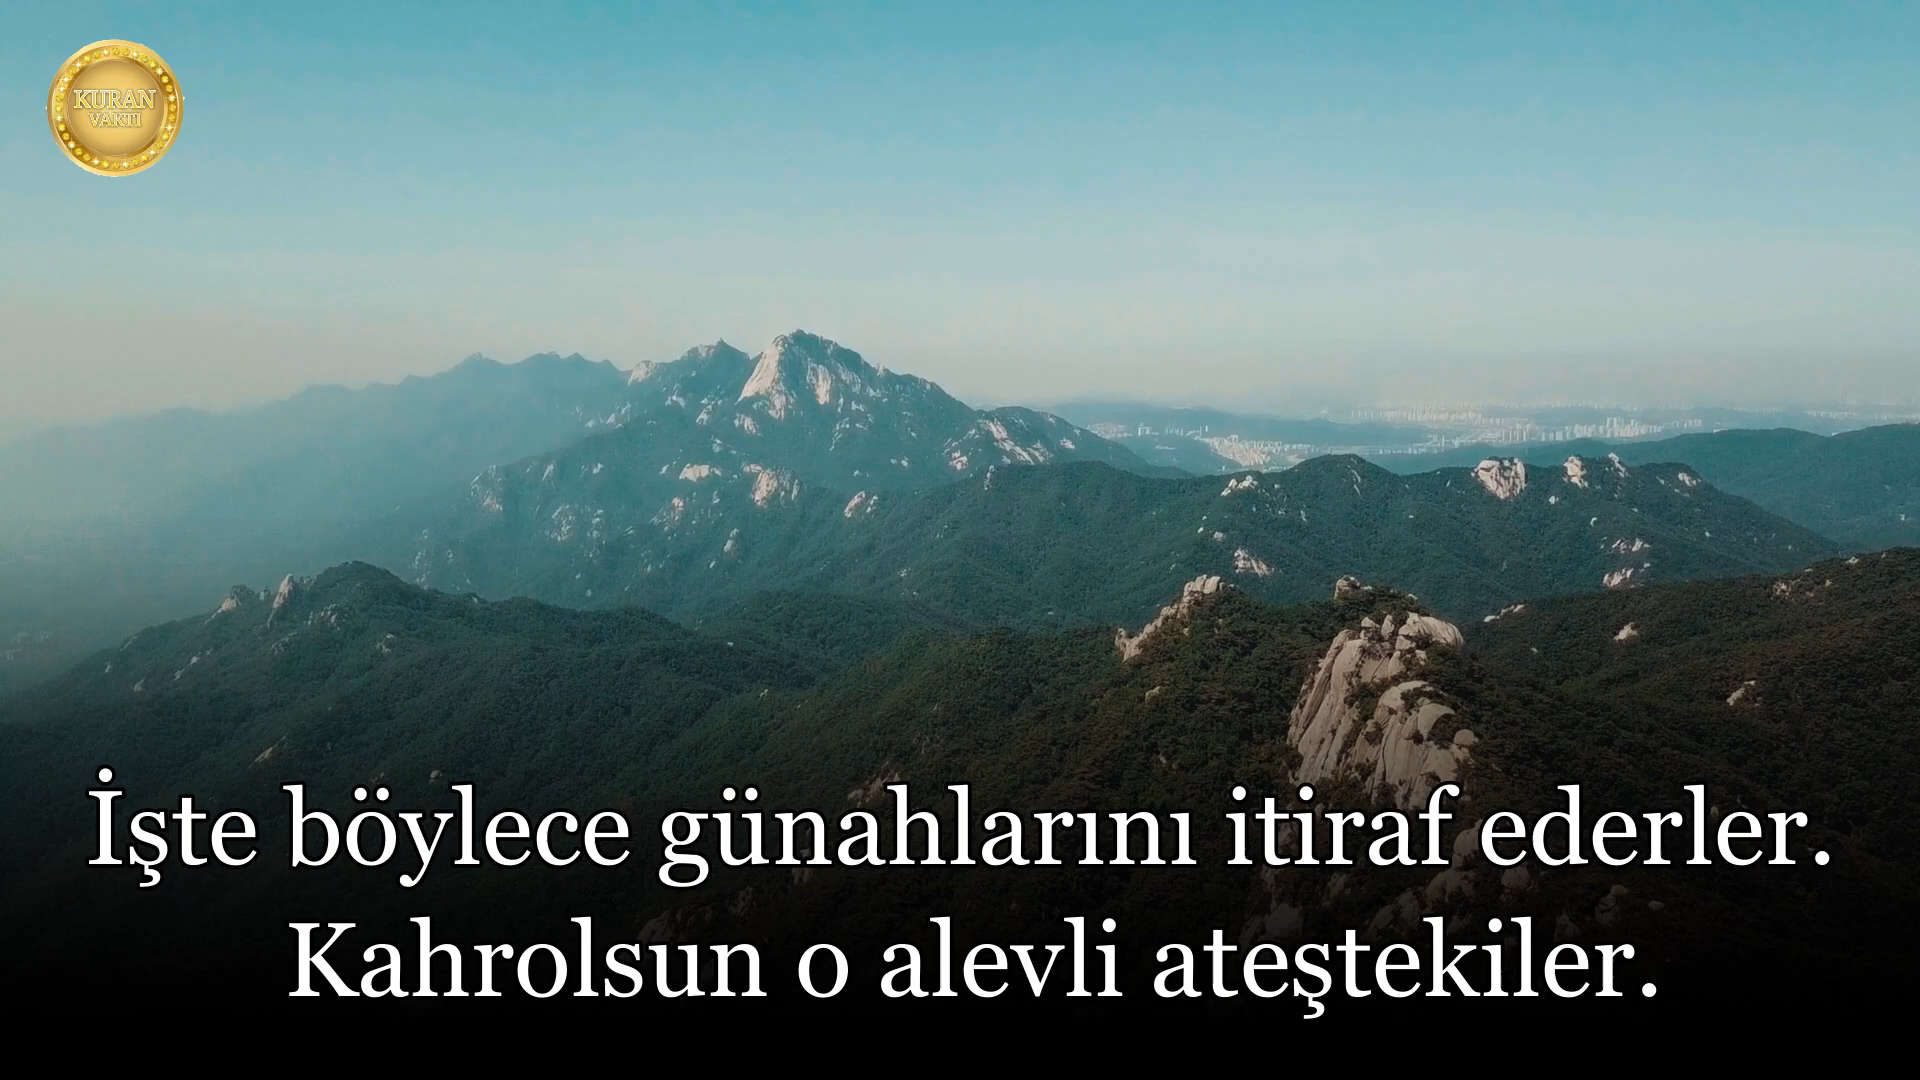 KURAN
VAKTİ
İşte böylece günahlarını itiraf ederler.
Kahrolsun o alevli ateştekiler.